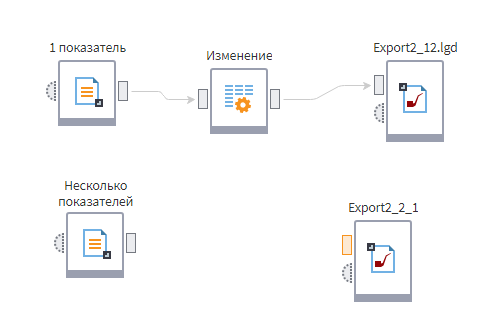 1 показатель
Изменение
Export2_12.lgd
Несколько
показателей
Export2_2_1